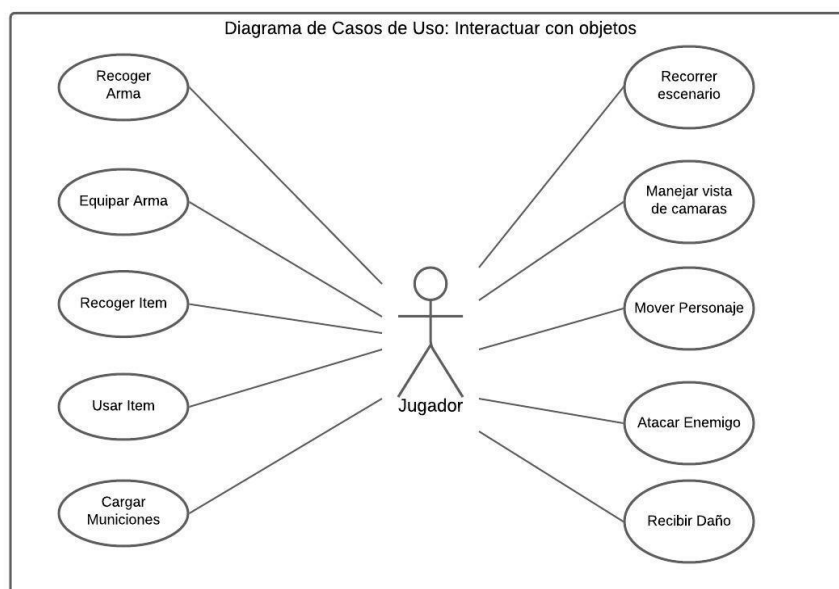 Diagrama de Casos de Uso: Interactuar con objetos
Recoger
Arma
Equipar Arma
Recoger Item
Usar Item
Cargar
Municiones
Jugador
Recorrer
escenario
Manejar vista
de camaras
Mover Personaje
Atacar Enemigo
Recibir Daño